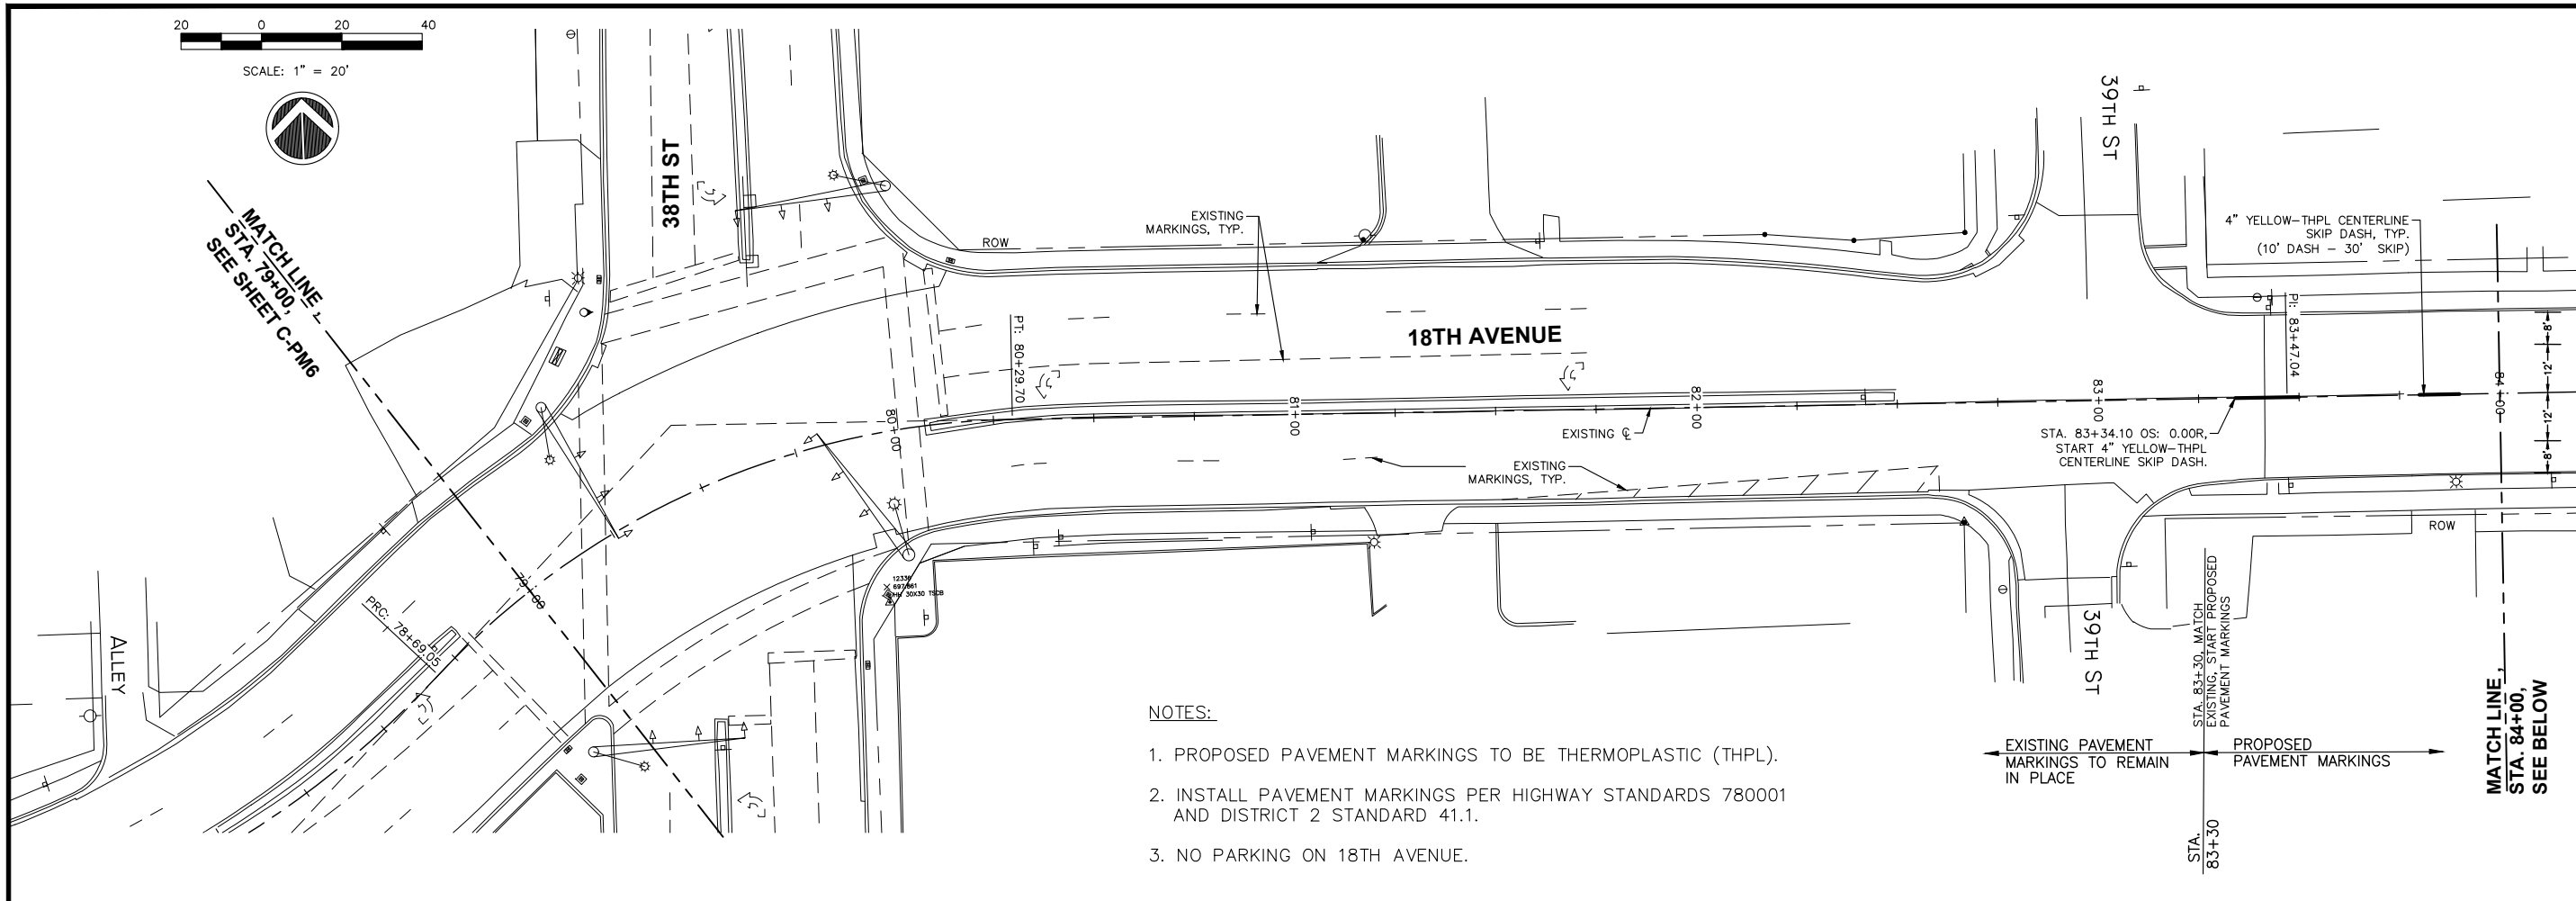 20 0 20 40
SCALE: 1" = 20'
MATCH LINE,
STA. 79+00,
SEE SHEET C-PM6
38TH ST
ROW
EXISTING
MARKINGS, TYP.
39TH ST
4" YELLOW-THPL CENTERLINE
SKIP DASH, TYP.
(10' DASH - 30' SKIP)
18TH AVENUE
PT: 80+29.70
PI: 83+47.04
8'
12'
12'
8'
79+00
80+00
81+00
82+00
83+00
84+00
EXISTING ℄
STA. 83+34.10 OS: 0.00R,
START 4" YELLOW-THPL
CENTERLINE SKIP DASH.
EXISTING
MARKINGS, TYP.
ROW
12336
697.661
HH 30X30 TSCB
PRC: 78+69.05
ALLEY
39TH ST
STA. 83+30, MATCH
EXISTING, START PROPOSED
PAVEMENT MARKINGS
MATCH LINE,
STA. 84+00,
SEE BELOW
NOTES:
1. PROPOSED PAVEMENT MARKINGS TO BE THERMOPLASTIC (THPL).
2. INSTALL PAVEMENT MARKINGS PER HIGHWAY STANDARDS 780001
AND DISTRICT 2 STANDARD 41.1.
3. NO PARKING ON 18TH AVENUE.
EXISTING PAVEMENT
MARKINGS TO REMAIN
IN PLACE
PROPOSED
PAVEMENT MARKINGS
STA.
83+30